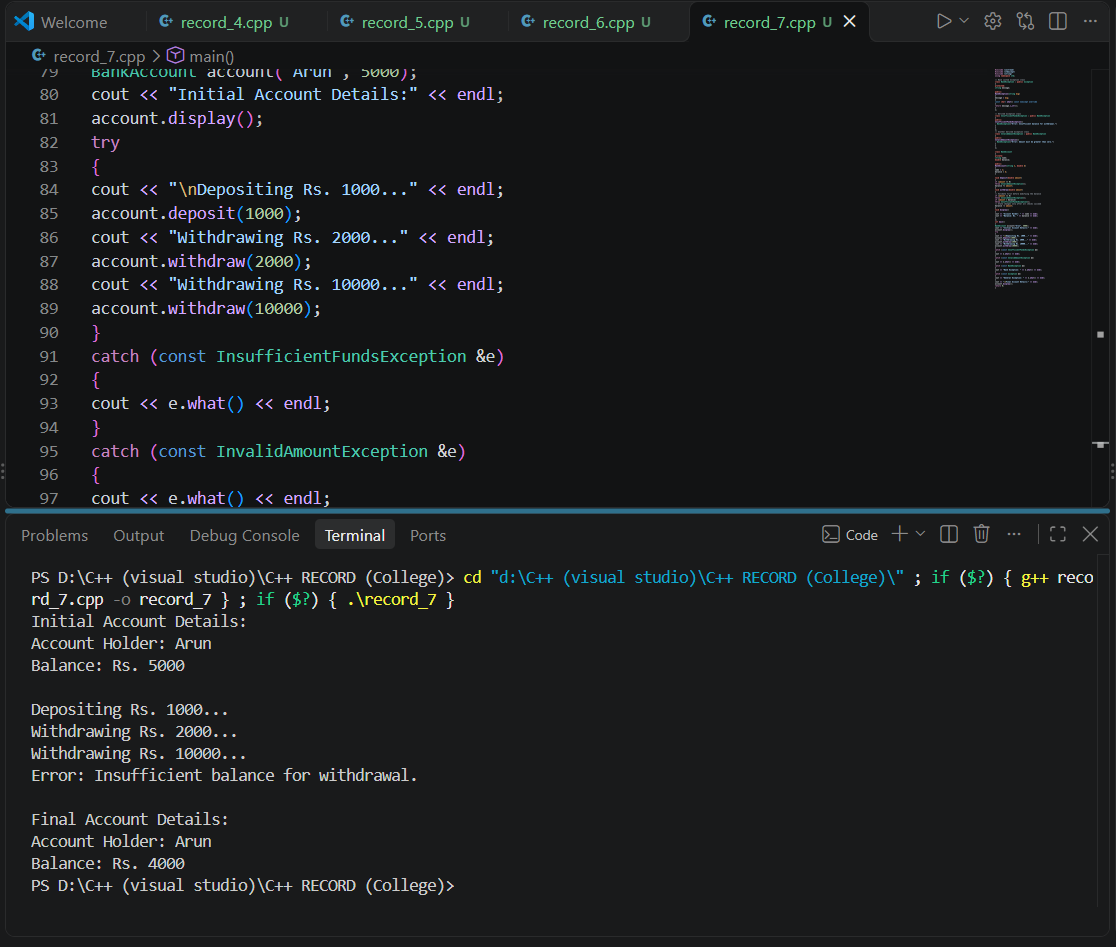 Welcome
record_4.cpp U
record_5.cpp U
record_6.cpp U
record_7.cpp U
record_7.cpp > main()
79 BankAccount account("Arun", 5000);
80 cout << "Initial Account Details:" << endl;
81 account.display();
82 try
83 {
84 cout << "\nDepositing Rs. 1000..." << endl;
85 account.deposit(1000);
86 cout << "Withdrawing Rs. 2000..." << endl;
87 account.withdraw(2000);
88 cout << "Withdrawing Rs. 10000..." << endl;
89 account.withdraw(10000);
90 }
91 catch (const InsufficientFundsException &e)
92 {
93 cout << e.what() << endl;
94 }
95 catch (const InvalidAmountException &e)
96 {
97 cout << e.what() << endl;
Problems Output Debug Console Terminal Ports Code
PS D:\C++ (visual studio)\C++ RECORD (College)> cd "d:\C++ (visual studio)\C++ RECORD (College)\" ; if ($?) { g++ reco
rd_7.cpp -o record_7 } ; if ($?) { .\record_7 }
Initial Account Details:
Account Holder: Arun
Balance: Rs. 5000
Depositing Rs. 1000...
Withdrawing Rs. 2000...
Withdrawing Rs. 10000...
Error: Insufficient balance for withdrawal.
Final Account Details:
Account Holder: Arun
Balance: Rs. 4000
PS D:\C++ (visual studio)\C++ RECORD (College)>